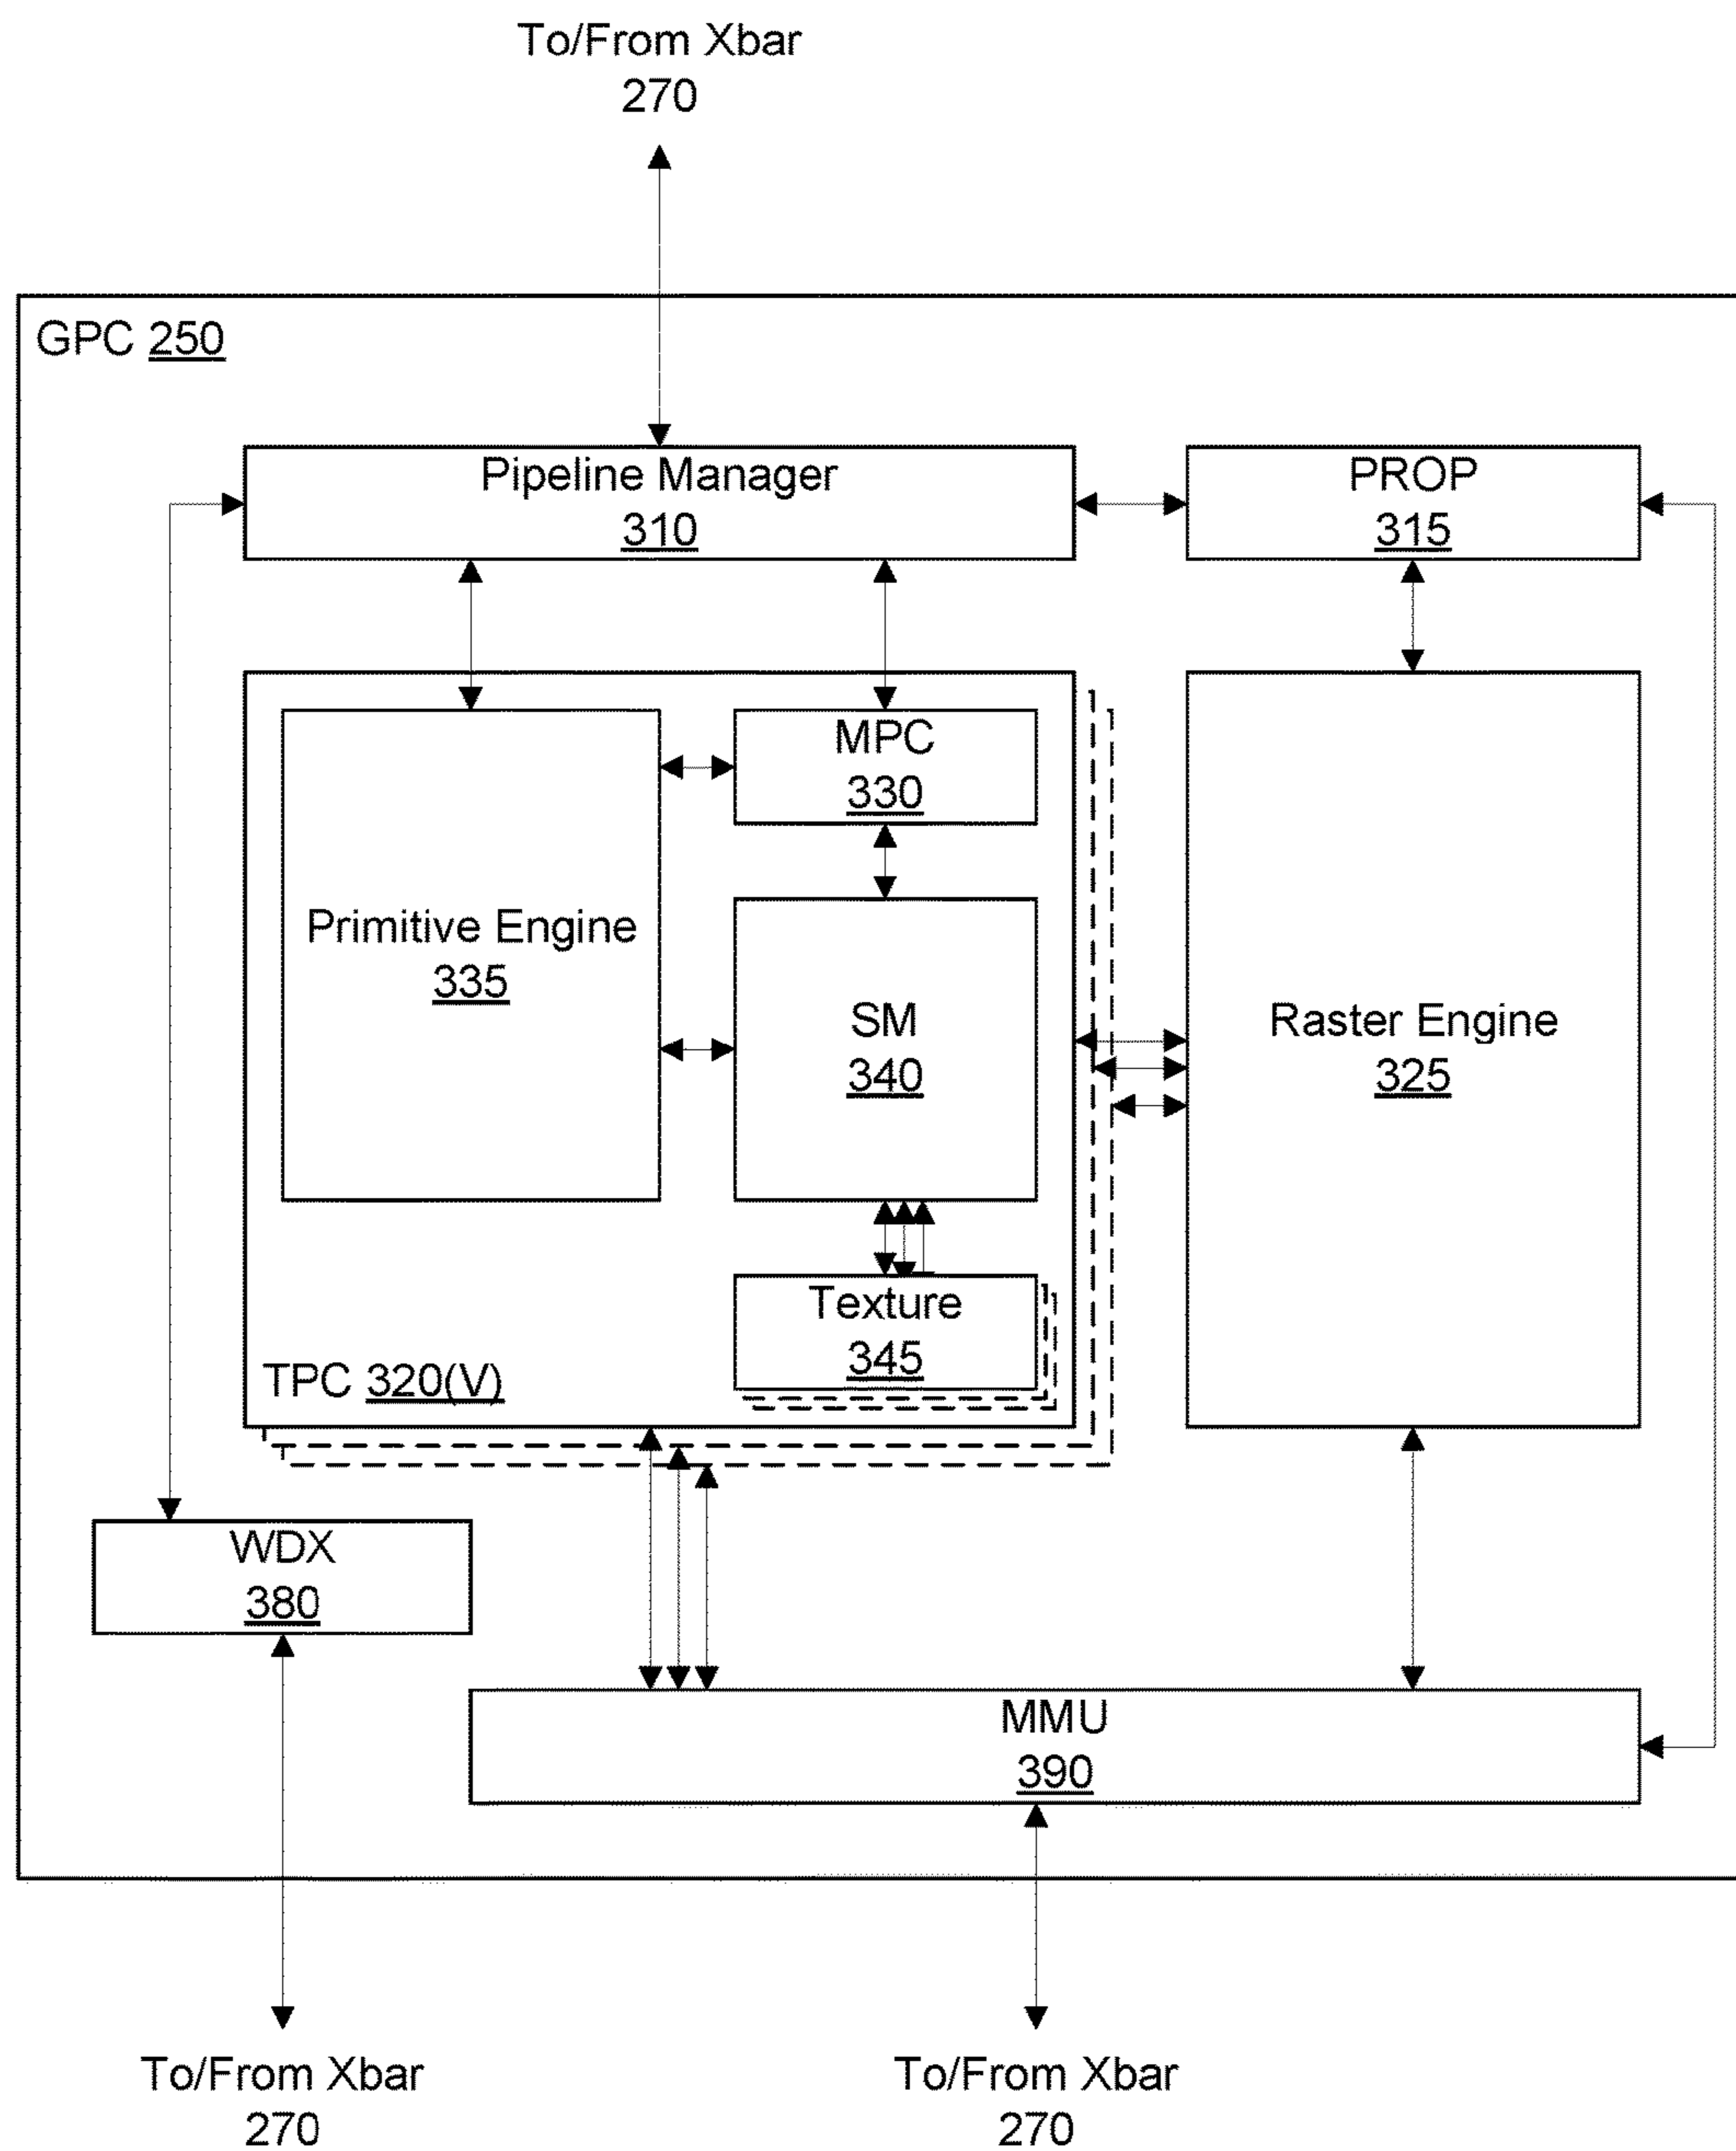 To/From Xbar
270
GPC 250
Pipeline Manager
310
PROP
315
MPC
330
Primitive Engine
335
SM
340
Raster Engine
325
Texture
345
TPC 320(V)
WDX
380
MMU
390
To/From Xbar
270
To/From Xbar
270